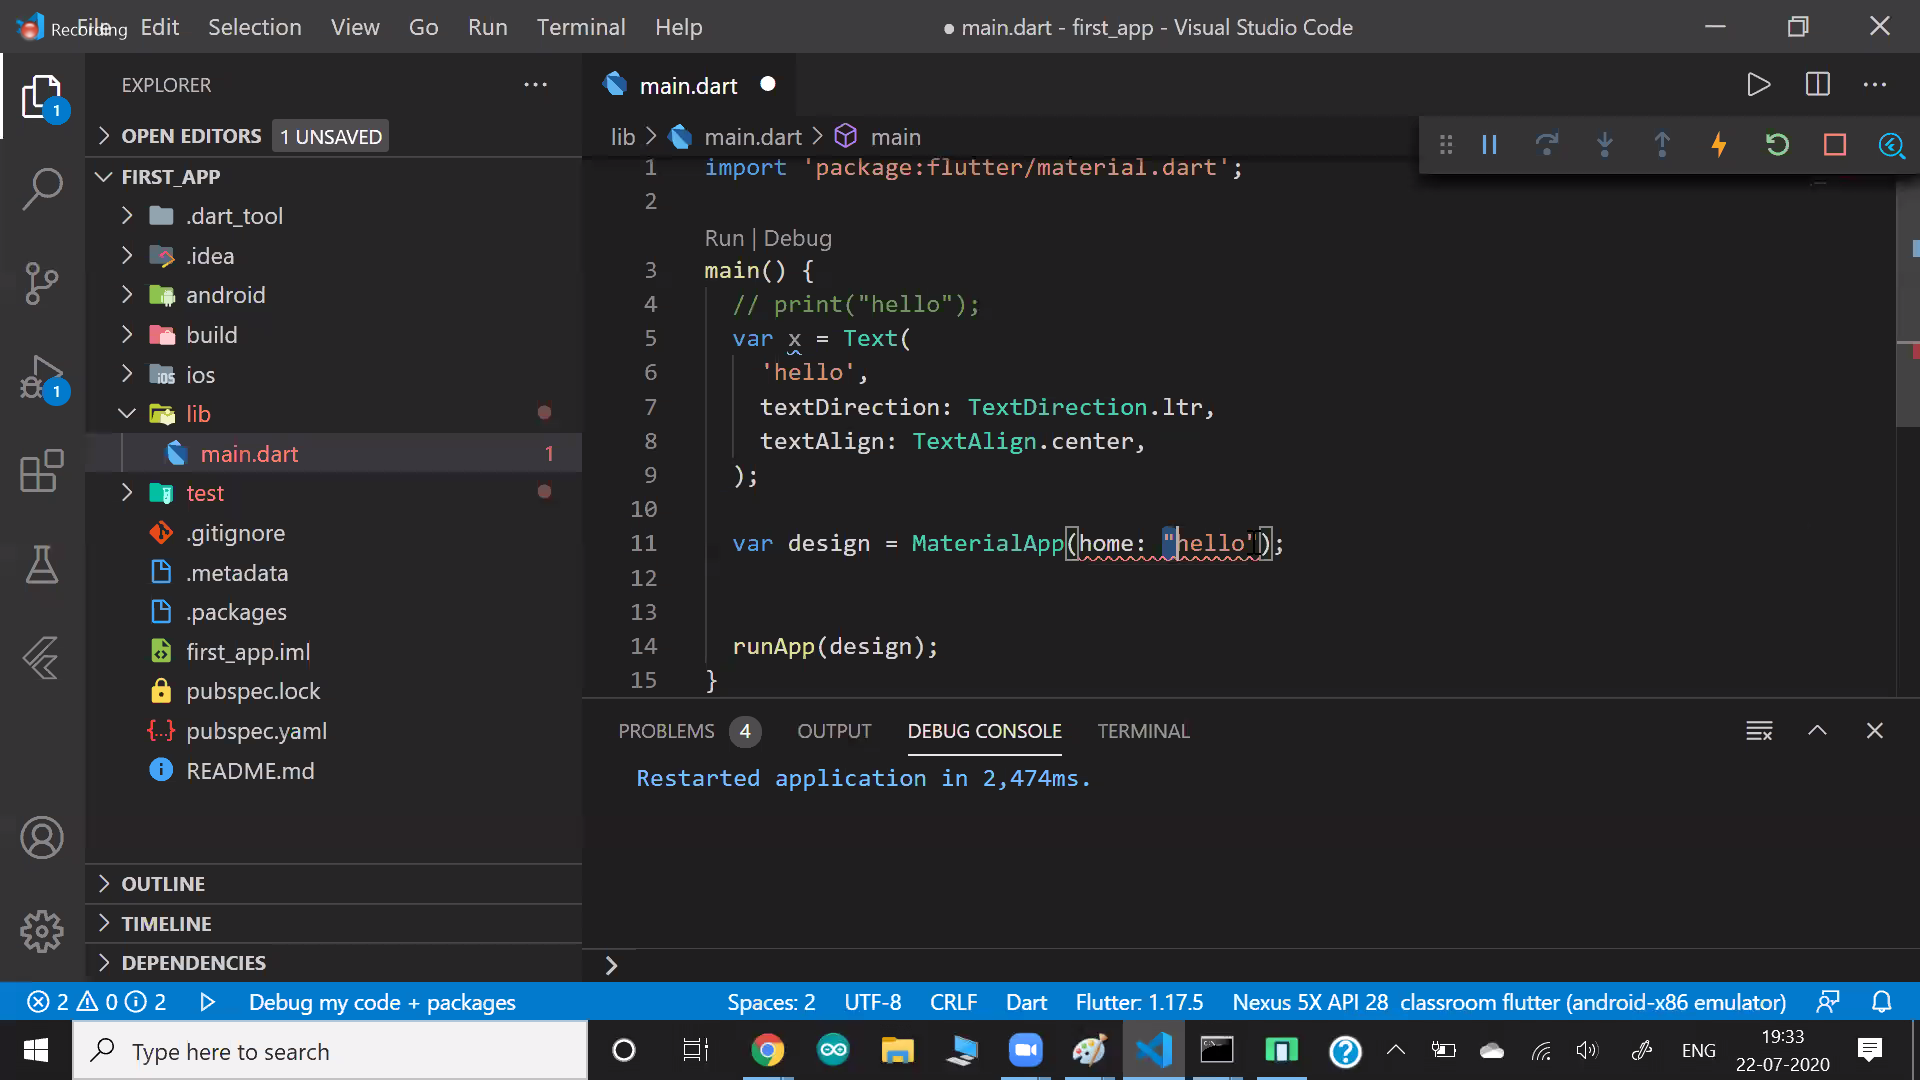 Recording
File Edit Selection View Go Run Terminal Help
● main.dart - first_app - Visual Studio Code
1
1
EXPLORER
OPEN EDITORS 1 UNSAVED
FIRST_APP
.dart_tool
.idea
android
build
ios
lib
main.dart 1
test
.gitignore
.metadata
.packages
first_app.iml
pubspec.lock
pubspec.yaml
README.md
OUTLINE
TIMELINE
DEPENDENCIES
main.dart
lib > main.dart > main
1 import 'package:flutter/material.dart';
2
Run | Debug
3 main() {
4 // print("hello");
5 var x = Text(
6 'hello',
7 textDirection: TextDirection.ltr,
8 textAlign: TextAlign.center,
9 );
10
11 var design = MaterialApp(home: "hello");
12
13
14 runApp(design);
15 }
PROBLEMS 4 OUTPUT DEBUG CONSOLE TERMINAL
Restarted application in 2,474ms.
>
2 0 2 Debug my code + packages Spaces: 2 UTF-8 CRLF Dart Flutter: 1.17.5 Nexus 5X API 28 classroom flutter (android-x86 emulator)
Type here to search
ENG
19:33
22-07-2020